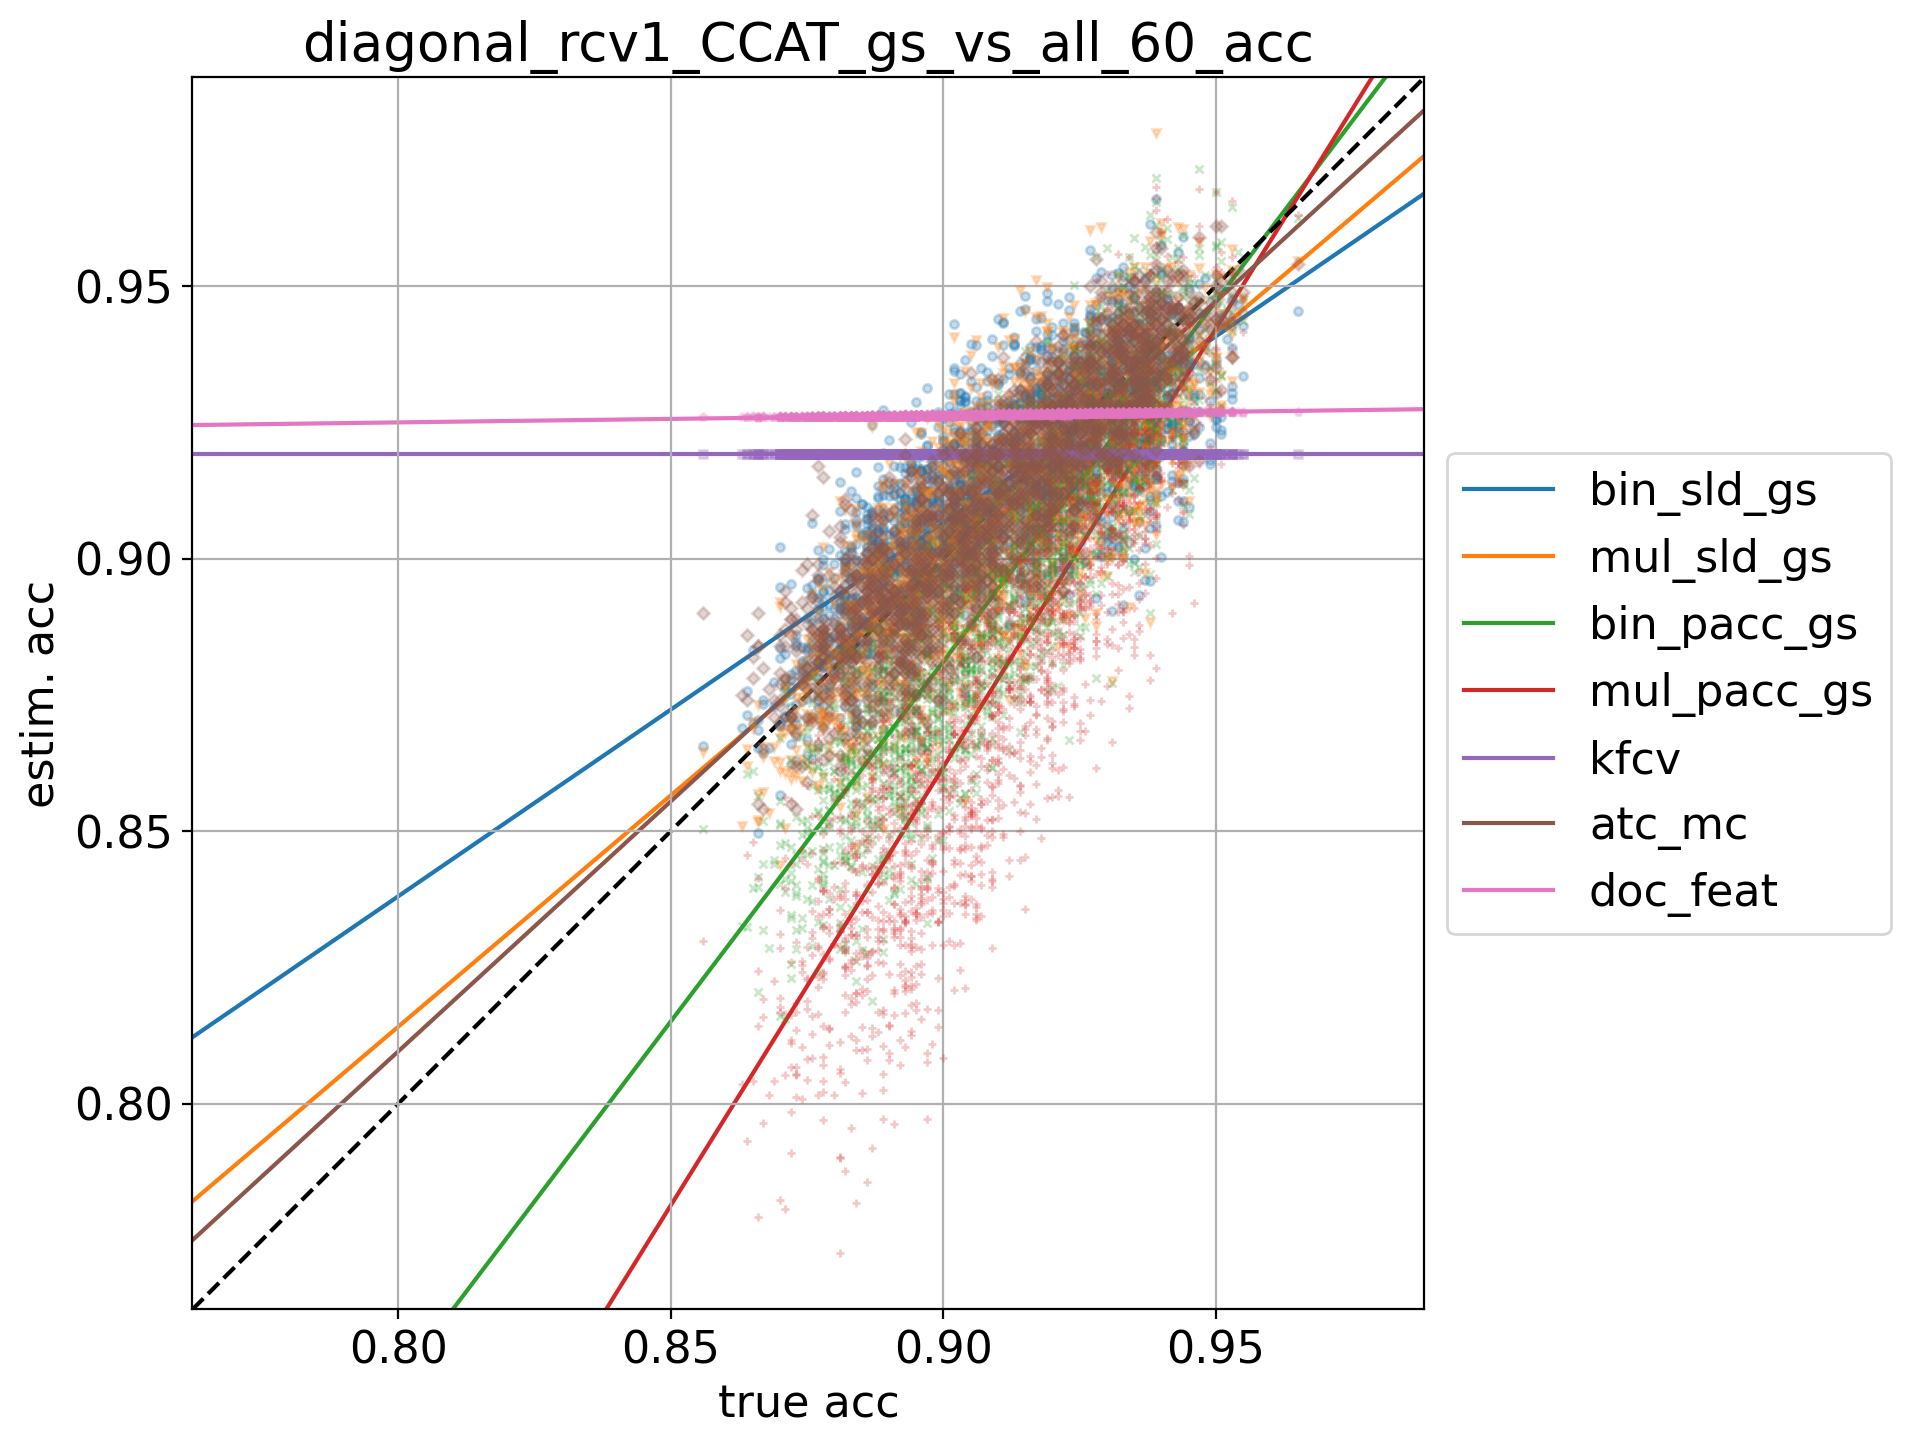 diagonal_rcv1_CCAT_gs_vs_all_60_acc
estim. acc
0.95
0.90
0.85
0.80
0.80 0.85 0.90 0.95
true acc
bin_sld_gs
mul_sld_gs
bin_pacc_gs
mul_pacc_gs
kfcv
atc_mc
doc_feat